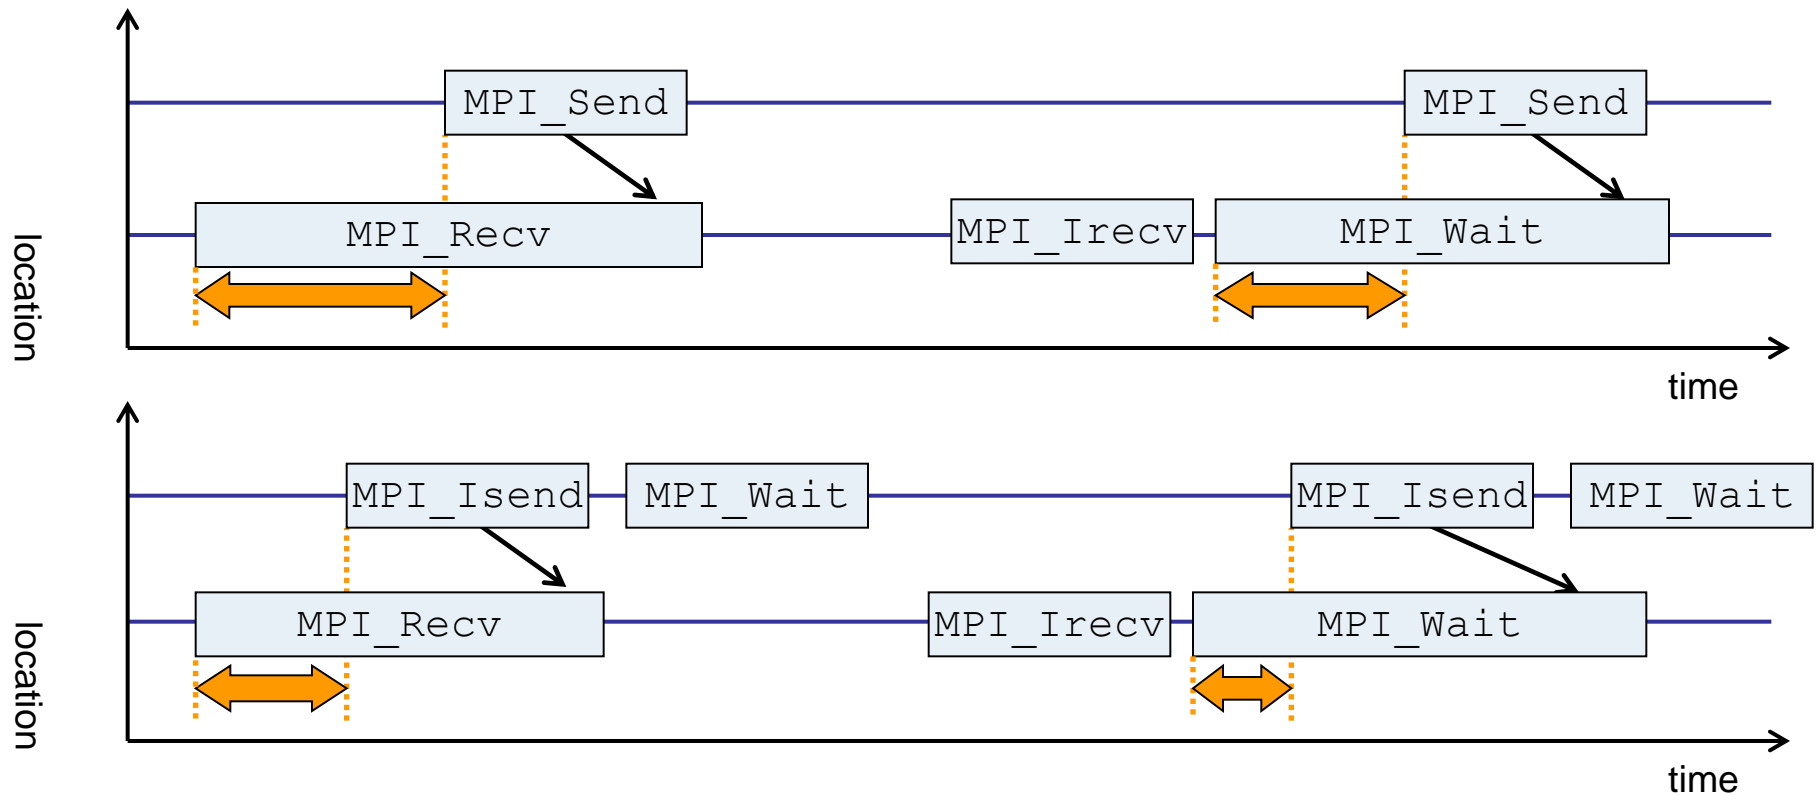 MPI_Send
MPI_Send
MPI_Recv
MPI_Irecv
MPI_Wait
location
time
MPI_Isend
MPI_Wait
MPI_Isend
MPI_Wait
MPI_Recv
MPI_Irecv
MPI_Wait
location
time